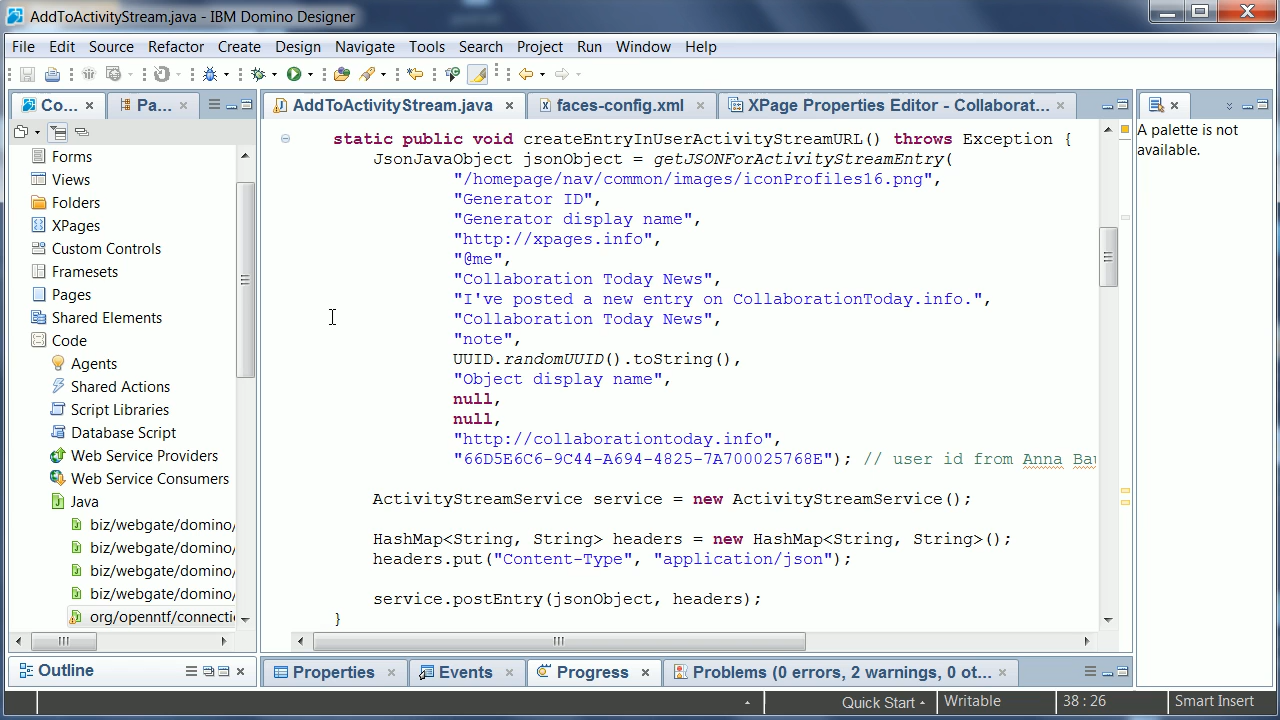 AddToActivityStream.java - IBM Domino Designer
File Edit Source Refactor Create Design Navigate Tools Search Project Run Window Help
Co... Pa... AddToActivityStream.java faces-config.xml XPage Properties Editor - Collaborat...
Forms
Views
Folders
XPages
Custom Controls
Framesets
Pages
Shared Elements
Code
Agents
Shared Actions
Script Libraries
Database Script
Web Service Providers
Web Service Consumers
Java
biz/webgate/domino/
biz/webgate/domino/
biz/webgate/domino/
biz/webgate/domino/
org/openntf/connecti
static public void createEntryInUserActivityStreamURL() throws Exception {
JsonJavaObject jsonObject = getJSONForActivityStreamEntry(
"/homepage/nav/common/images/iconProfiles16.png",
"Generator ID",
"Generator display name",
"http://xpages.info",
"@me",
"Collaboration Today News",
"I've posted a new entry on CollaborationToday.info.",
"Collaboration Today News",
"note",
UUID.randomUUID().toString(),
"Object display name",
null,
null,
"http://collaborationtoday.info",
"66D5E6C6-9C44-A694-4825-7A700025768E"); // user id from Anna Bau
ActivityStreamService service = new ActivityStreamService();
HashMap<String, String> headers = new HashMap<String, String>();
headers.put("Content-Type", "application/json");
service.postEntry(jsonObject, headers);
}
A palette is not
available.
Outline Properties Events Progress Problems (0 errors, 2 warnings, 0 ot...
Quick Start Writable 38 : 26 Smart Insert